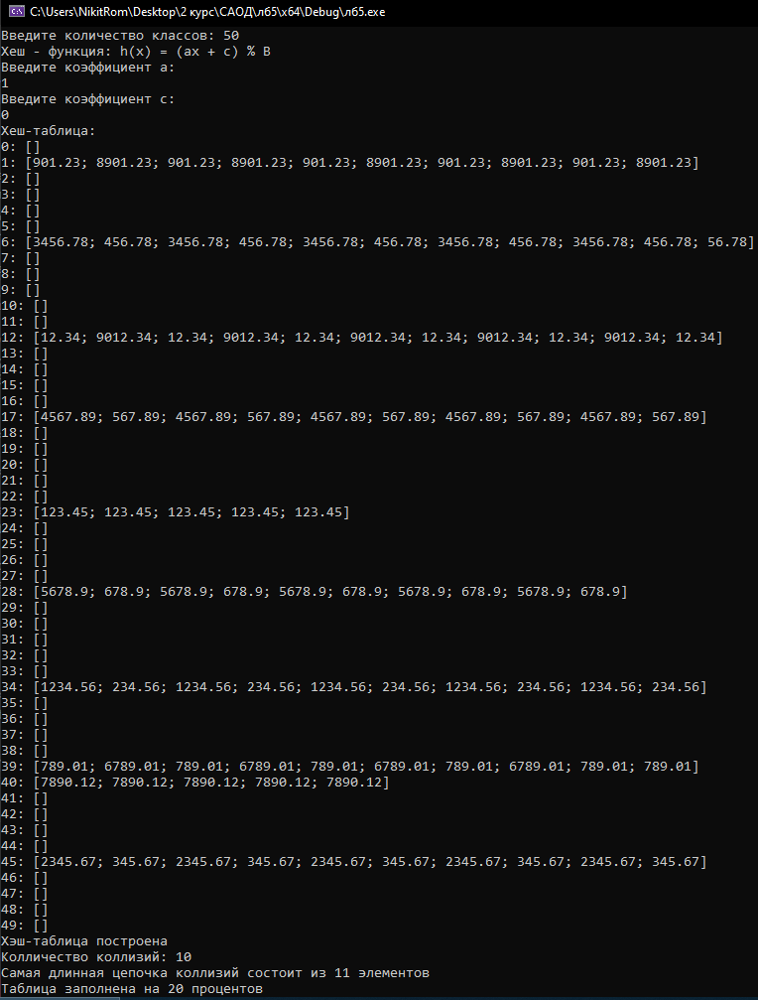 C:\Users\NikitRom\Desktop\2 курс\САОД\лб5\x64\Debug\лб5.exe
Введите количество классов: 50
Хеш - функция: h(x) = (ax + c) % B
Введите коэффициент a:
1
Введите коэффициент c:
0
Хеш-таблица:
0: []
1: [901.23; 8901.23; 901.23; 8901.23; 901.23; 8901.23; 901.23; 8901.23; 901.23; 8901.23]
2: []
3: []
4: []
5: []
6: [3456.78; 456.78; 3456.78; 456.78; 3456.78; 456.78; 3456.78; 456.78; 3456.78; 456.78; 56.78]
7: []
8: []
9: []
10: []
11: []
12: [12.34; 9012.34; 12.34; 9012.34; 12.34; 9012.34; 12.34; 9012.34; 12.34; 9012.34; 12.34]
13: []
14: []
15: []
16: []
17: [4567.89; 567.89; 4567.89; 567.89; 4567.89; 567.89; 4567.89; 567.89; 4567.89; 567.89]
18: []
19: []
20: []
21: []
22: []
23: [123.45; 123.45; 123.45; 123.45; 123.45]
24: []
25: []
26: []
27: []
28: [5678.9; 678.9; 5678.9; 678.9; 5678.9; 678.9; 5678.9; 678.9; 5678.9; 678.9]
29: []
30: []
31: []
32: []
33: []
34: [1234.56; 234.56; 1234.56; 234.56; 1234.56; 234.56; 1234.56; 234.56; 1234.56; 234.56]
35: []
36: []
37: []
38: []
39: [789.01; 6789.01; 789.01; 6789.01; 789.01; 6789.01; 789.01; 6789.01; 789.01; 789.01]
40: [7890.12; 7890.12; 7890.12; 7890.12; 7890.12]
41: []
42: []
43: []
44: []
45: [2345.67; 345.67; 2345.67; 345.67; 2345.67; 345.67; 2345.67; 345.67; 2345.67; 345.67]
46: []
47: []
48: []
49: []
Хэш-таблица построена
Колличество коллизий: 10
Самая длинная цепочка коллизий состоит из 11 элементов
Таблица заполнена на 20 процентов